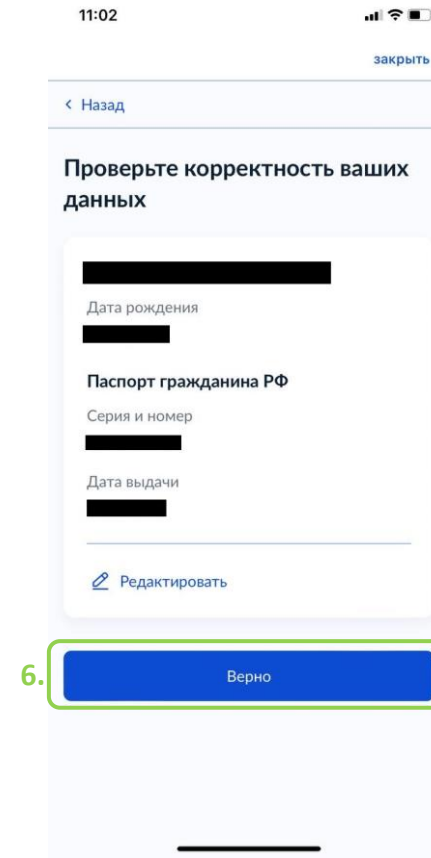 11:02
закрыть
Назад
Проверьте корректность ваших
данных
Дата рождения
Паспорт гражданина РФ
Серия и номер
Дата выдачи
Редактировать
6.
Верно